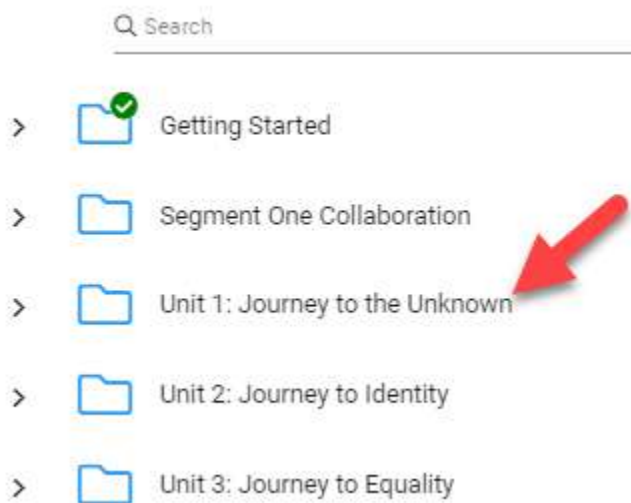 Search
Getting Started
Segment One Collaboration
Unit 1: Journey to the Unknown
Unit 2: Journey to Identity
Unit 3: Journey to Equality